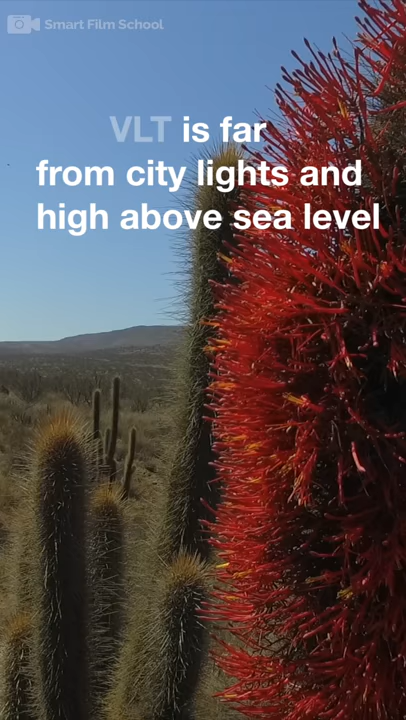 Smart Film School
VLT is far
from city lights and
high above sea level